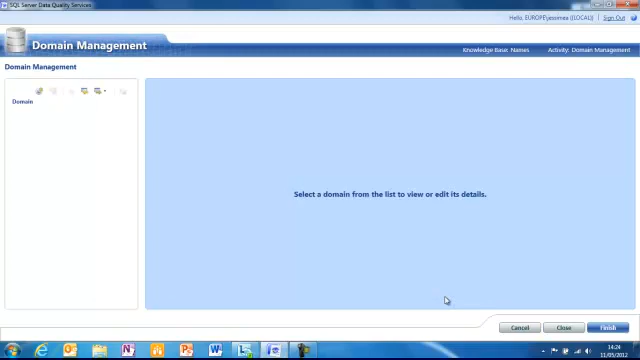 SQL Server Data Quality Services
Hello, EUROPE\jessimea (LOCAL)
Sign Out
Domain Management
Knowledge Base: Names
Activity: Domain Management
Domain Management
Domain
Select a domain from the list to view or edit its details.
Cancel
Close
Finish
14:24
11/05/2012